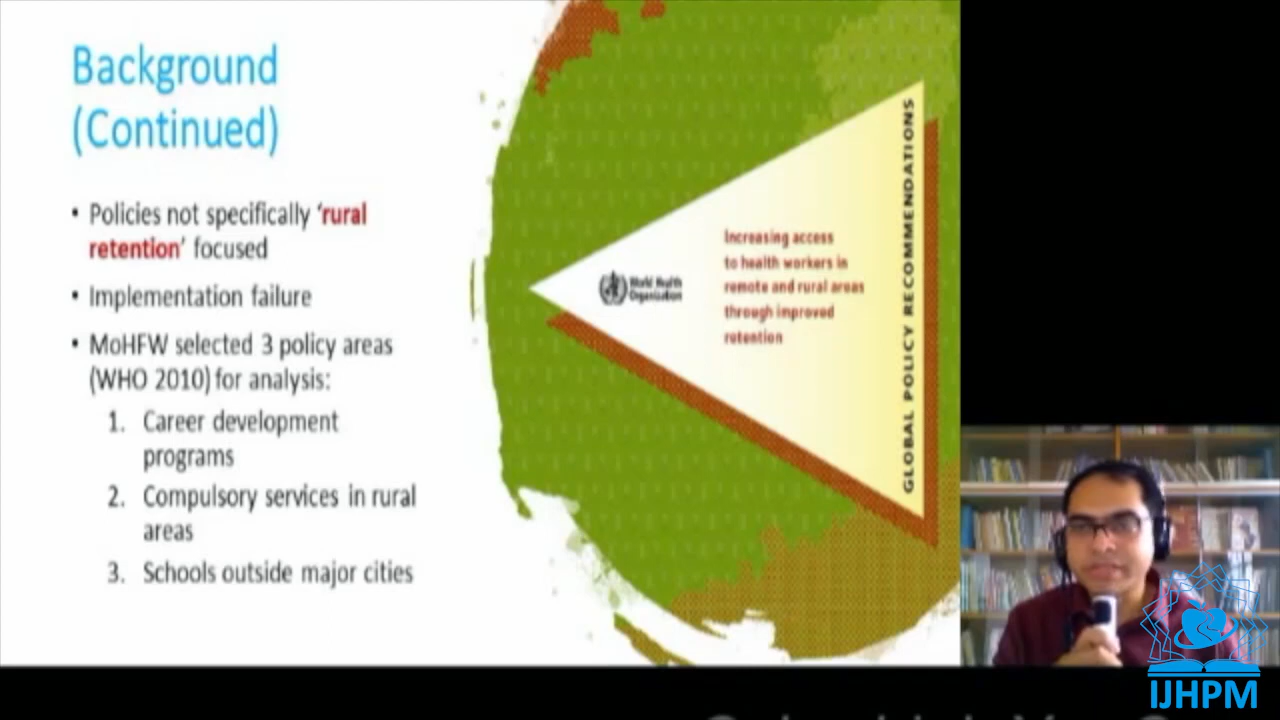 Background
(Continued)
• Policies not specifically ‘rural
retention’ focused
• Implementation failure
• MoHFW selected 3 policy areas
(WHO 2010) for analysis:
1. Career development
programs
2. Compulsory services in rural
areas
3. Schools outside major cities
World Health
Organization
Increasing access
to health workers in
remote and rural areas
through improved
retention
GLOBAL POLICY RECOMMENDATIONS
IJHPM